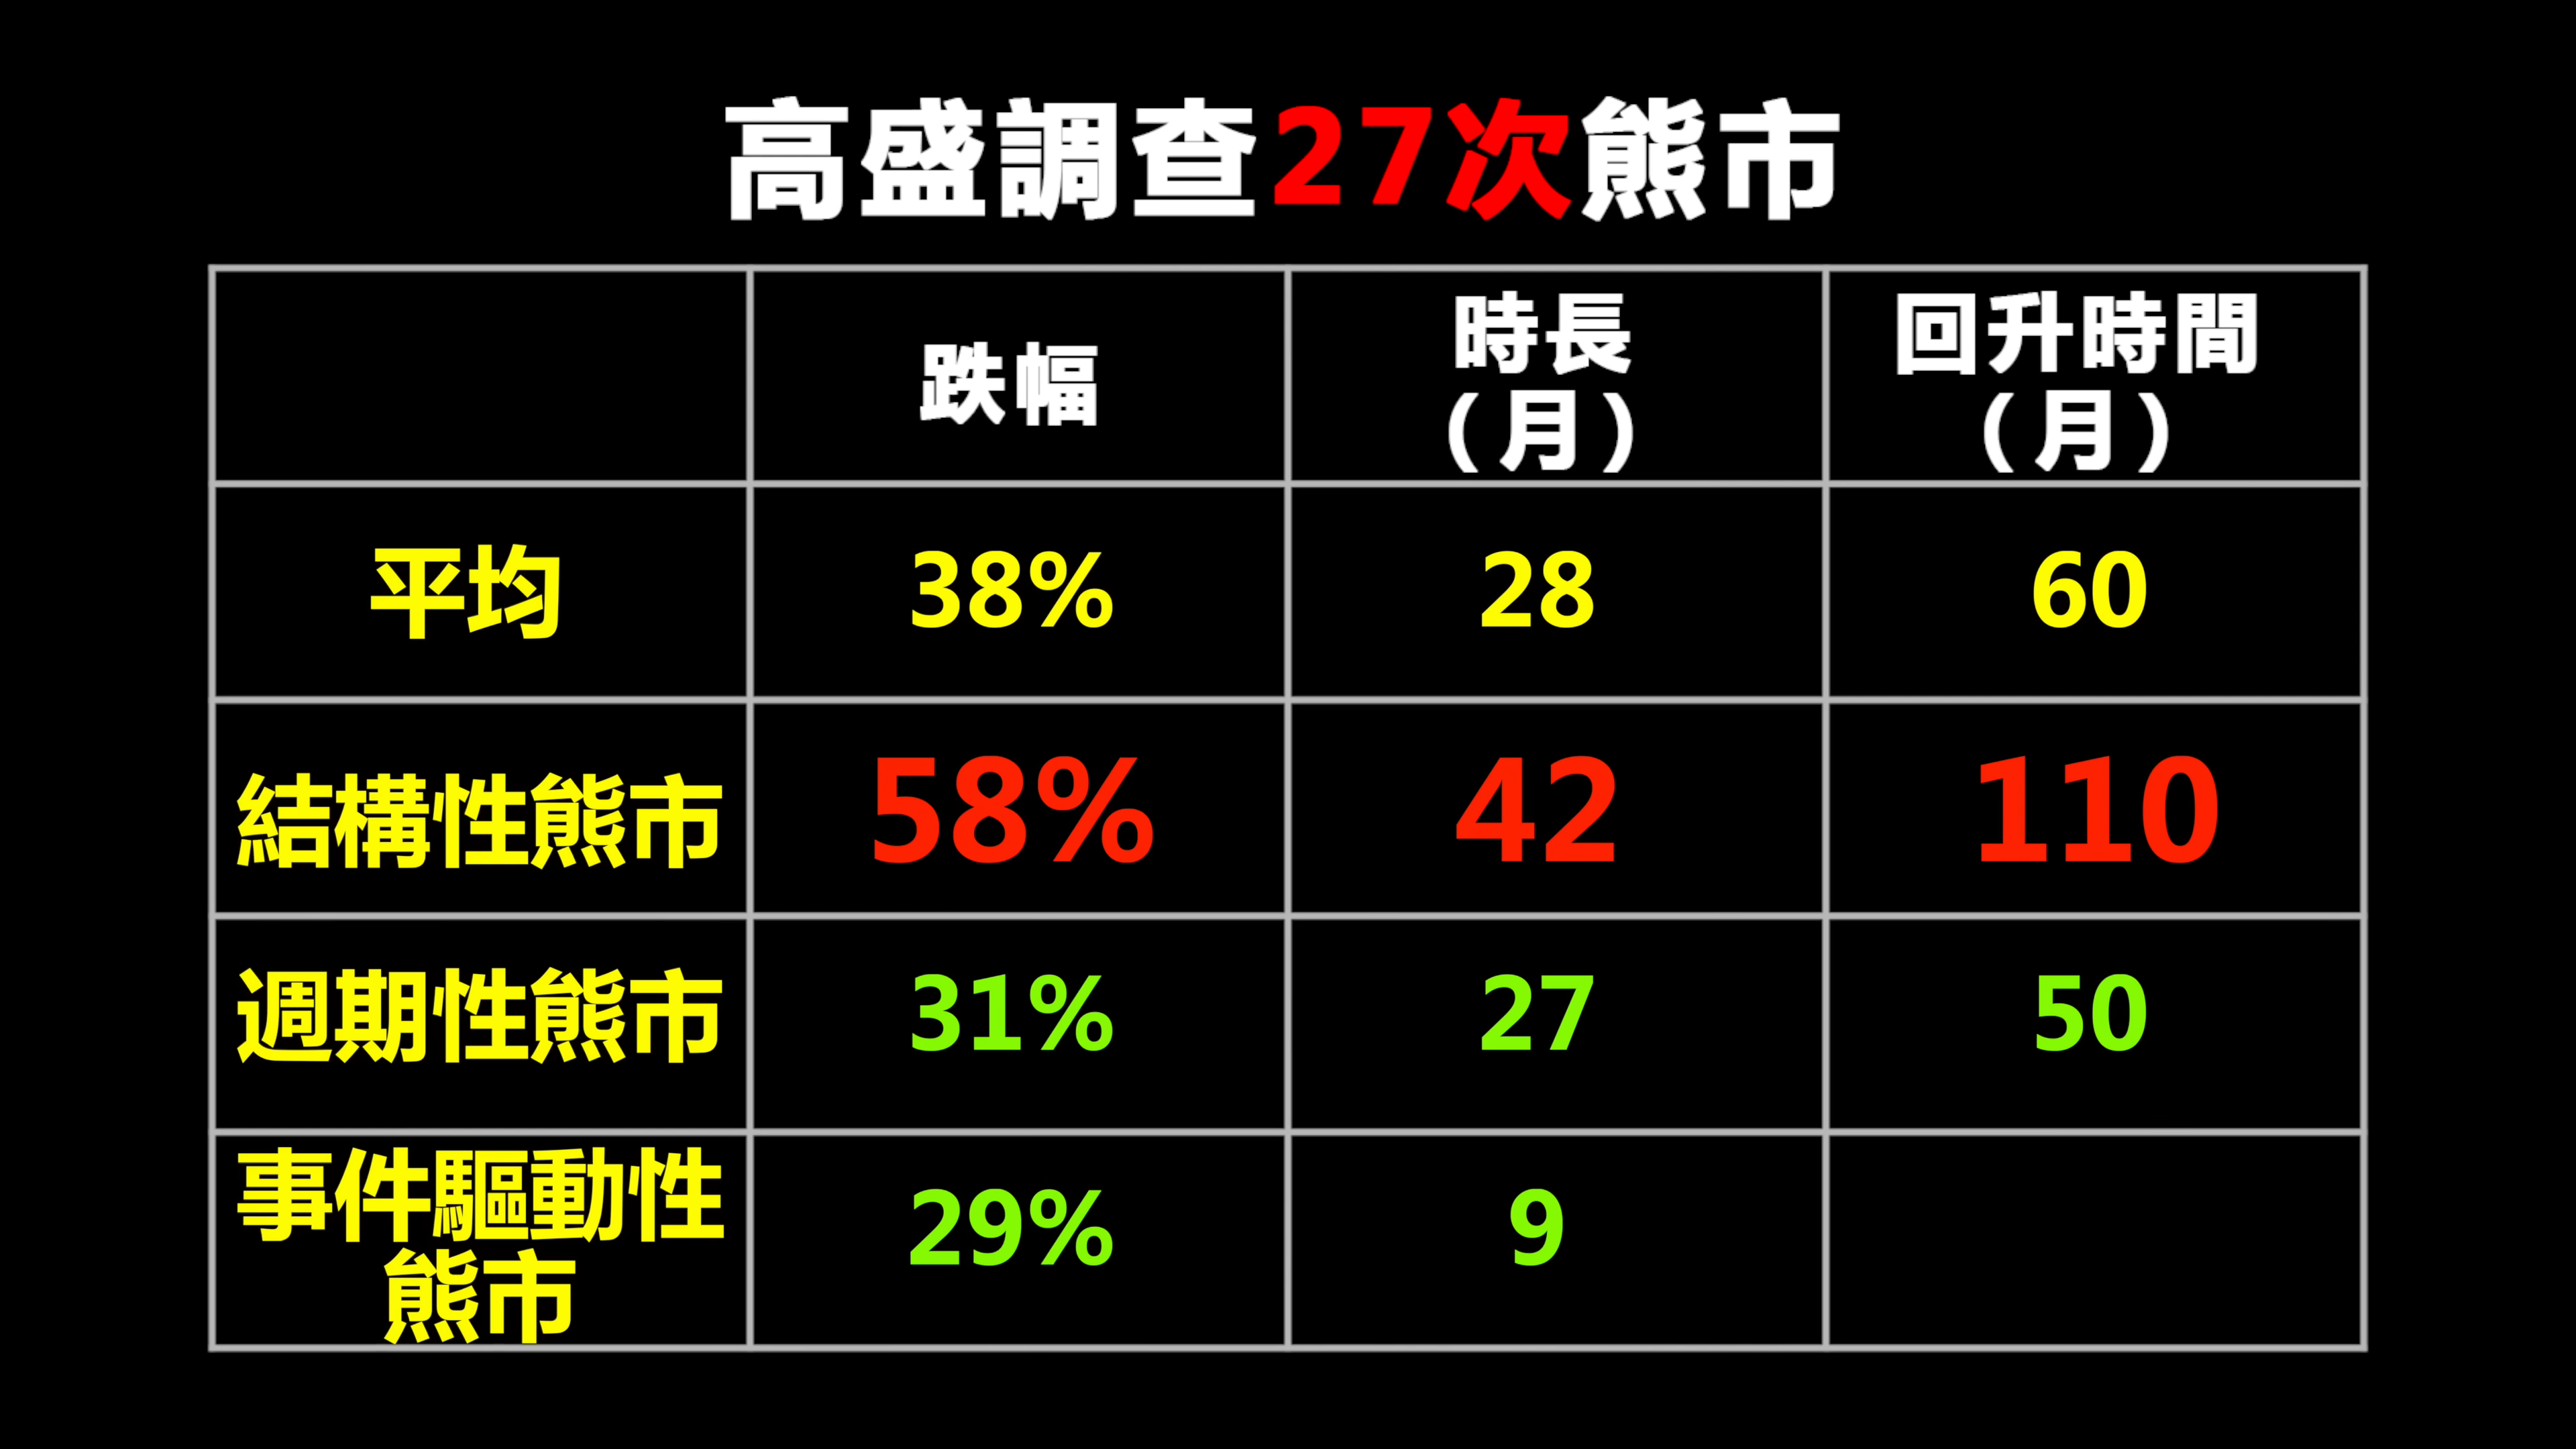 高盛調查27次熊市
跌幅
時長
(月)
回升時間
(月)
平均
38%
28
60
結構性熊市
58%
42
110
週期性熊市
31%
27
50
事件驅動性
熊市
29%
9